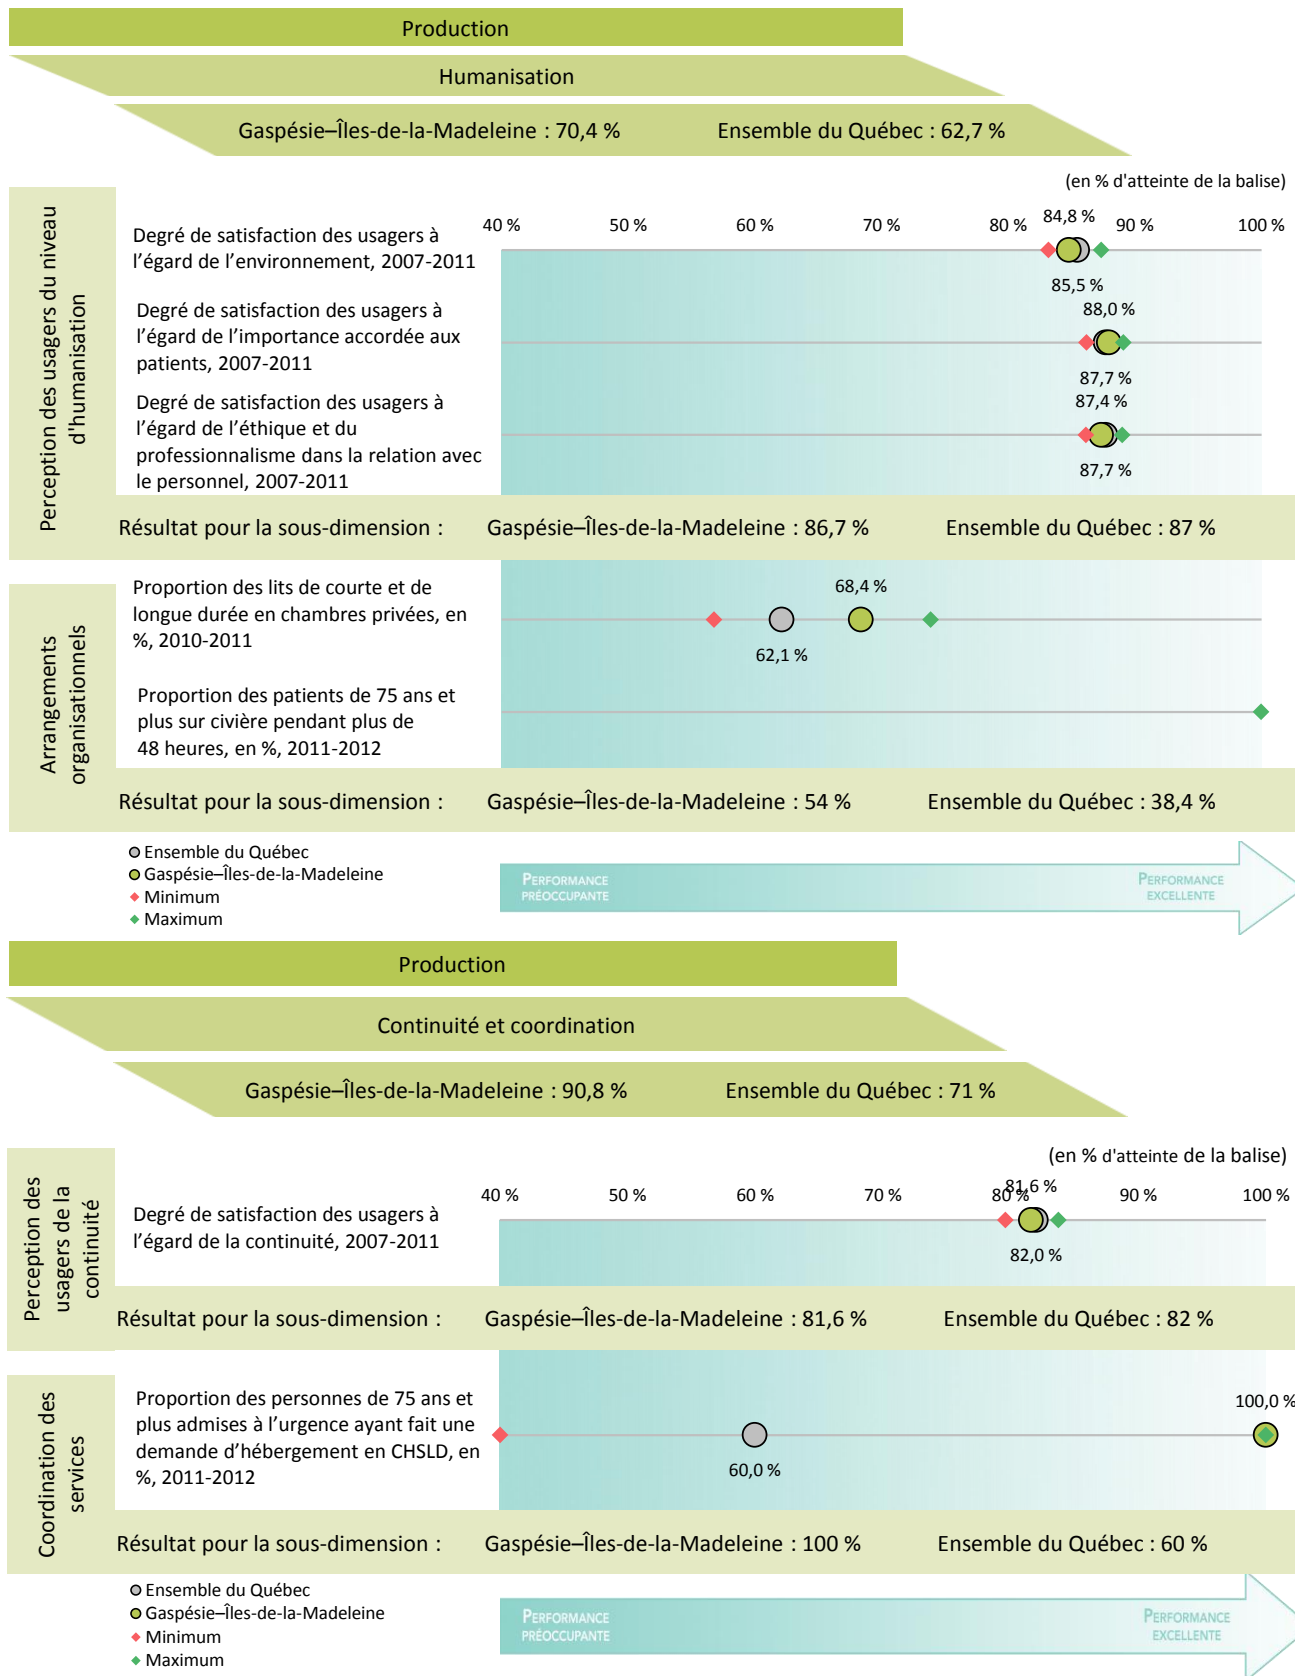 Production
Humanisation
Gaspésie–Îles-de-la-Madeleine : 70,4 % Ensemble du Québec : 62,7 %
(en % d'atteinte de la balise)
Perception des usagers du niveau
d'humanisation
40 % 50 % 60 % 70 % 80 % 90 % 100 %
Degré de satisfaction des usagers à
l’égard de l’environnement, 2007-2011
84,8 %
85,5 %
Degré de satisfaction des usagers à
l’égard de l’importance accordée aux
patients, 2007-2011
88,0 %
87,7 %
Degré de satisfaction des usagers à
l’égard de l’éthique et du
professionnalisme dans la relation avec
le personnel, 2007-2011
87,4 %
87,7 %
Résultat pour la sous-dimension : Gaspésie–Îles-de-la-Madeleine : 86,7 % Ensemble du Québec : 87 %
Arrangements
organisationnels
Proportion des lits de courte et de
longue durée en chambres privées, en
%, 2010-2011
68,4 %
62,1 %
Proportion des patients de 75 ans et
plus sur civière pendant plus de
48 heures, en %, 2011-2012
Résultat pour la sous-dimension : Gaspésie–Îles-de-la-Madeleine : 54 % Ensemble du Québec : 38,4 %
Ensemble du Québec
Gaspésie–Îles-de-la-Madeleine
Minimum
Maximum
PERFORMANCE
PRÉOCCUPANTE
PERFORMANCE
EXCELLENTE
Production
Continuité et coordination
Gaspésie–Îles-de-la-Madeleine : 90,8 % Ensemble du Québec : 71 %
(en % d'atteinte de la balise)
Perception des
usagers de la
continuité
40 % 50 % 60 % 70 % 80 % 90 % 100 %
Degré de satisfaction des usagers à
l’égard de la continuité, 2007-2011
81,6 %
82,0 %
Résultat pour la sous-dimension : Gaspésie–Îles-de-la-Madeleine : 81,6 % Ensemble du Québec : 82 %
Coordination des
services
Proportion des personnes de 75 ans et
plus admises à l’urgence ayant fait une
demande d’hébergement en CHSLD, en
%, 2011-2012
100,0 %
60,0 %
Résultat pour la sous-dimension : Gaspésie–Îles-de-la-Madeleine : 100 % Ensemble du Québec : 60 %
Ensemble du Québec
Gaspésie–Îles-de-la-Madeleine
Minimum
Maximum
PERFORMANCE
PRÉOCCUPANTE
PERFORMANCE
EXCELLENTE